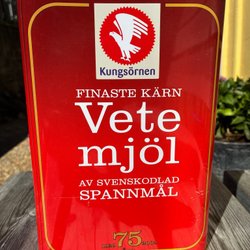 Kungsörnen
FINASTE KÄRN
Vete
mjöl
AV SVENSKODLAD
SPANNMÅL
75